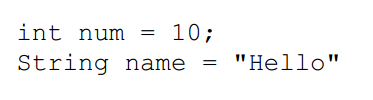 int num = 10;
String name = "Hello"